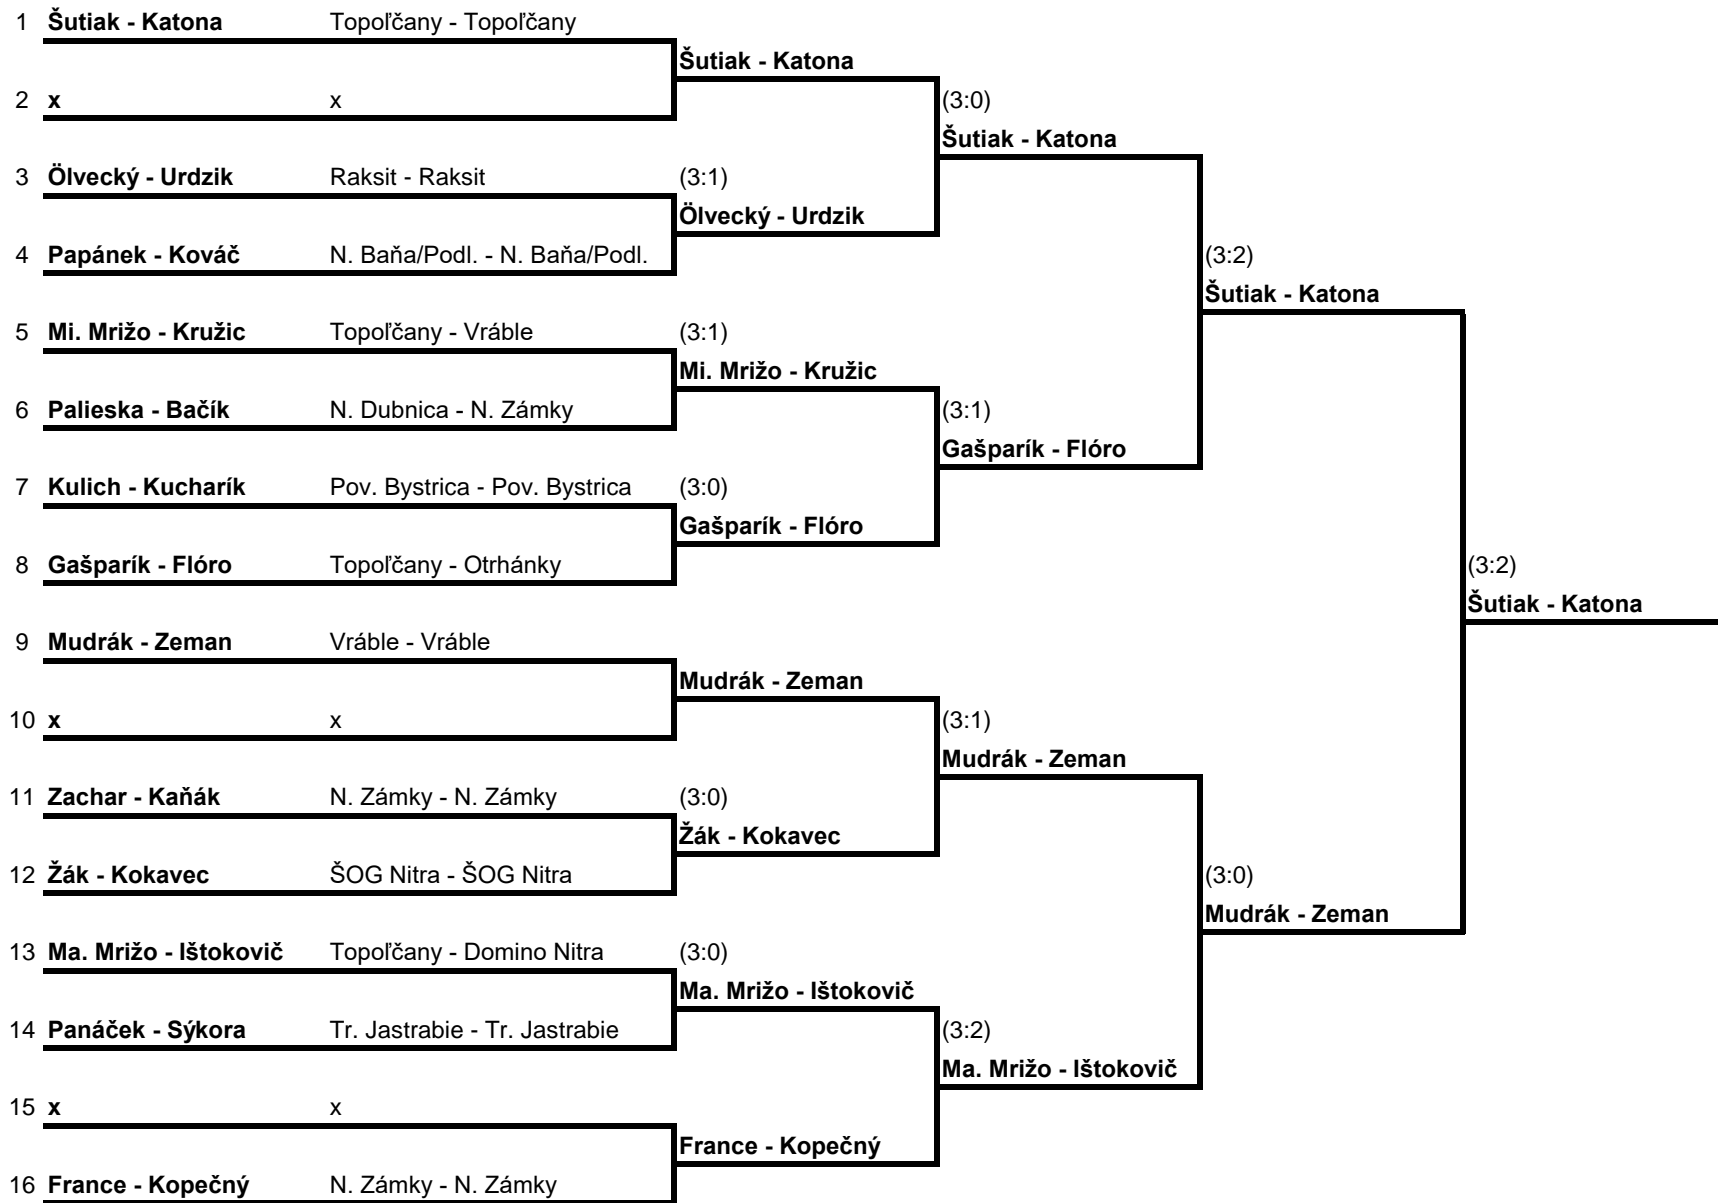 1 Šutiak - Katona Topoľčany - Topoľčany
Šutiak - Katona
2 x x (3:0)
Šutiak - Katona
3 Ölvecký - Urdzik Raksit - Raksit (3:1)
Ölvecký - Urdzik
4 Papánek - Kováč N. Baňa/Podl. - N. Baňa/Podl. (3:2)
Šutiak - Katona
5 Mi. Mrižo - Kružic Topoľčany - Vráble (3:1)
Mi. Mrižo - Kružic
6 Palieska - Bačík N. Dubnica - N. Zámky (3:1)
Gašparík - Flóro
7 Kulich - Kucharík Pov. Bystrica - Pov. Bystrica (3:0)
Gašparík - Flóro
8 Gašparík - Flóro Topoľčany - Otrhánky (3:2)
Šutiak - Katona
9 Mudrák - Zeman Vráble - Vráble
Mudrák - Zeman
10 x x (3:1)
Mudrák - Zeman
11 Zachar - Kaňák N. Zámky - N. Zámky (3:0)
Žák - Kokavec
12 Žák - Kokavec ŠOG Nitra - ŠOG Nitra (3:0)
Mudrák - Zeman
13 Ma. Mrižo - Ištokovič Topoľčany - Domino Nitra (3:0)
Ma. Mrižo - Ištokovič
14 Panáček - Sýkora Tr. Jastrabie - Tr. Jastrabie (3:2)
Ma. Mrižo - Ištokovič
15 x x
France - Kopečný
16 France - Kopečný N. Zámky - N. Zámky